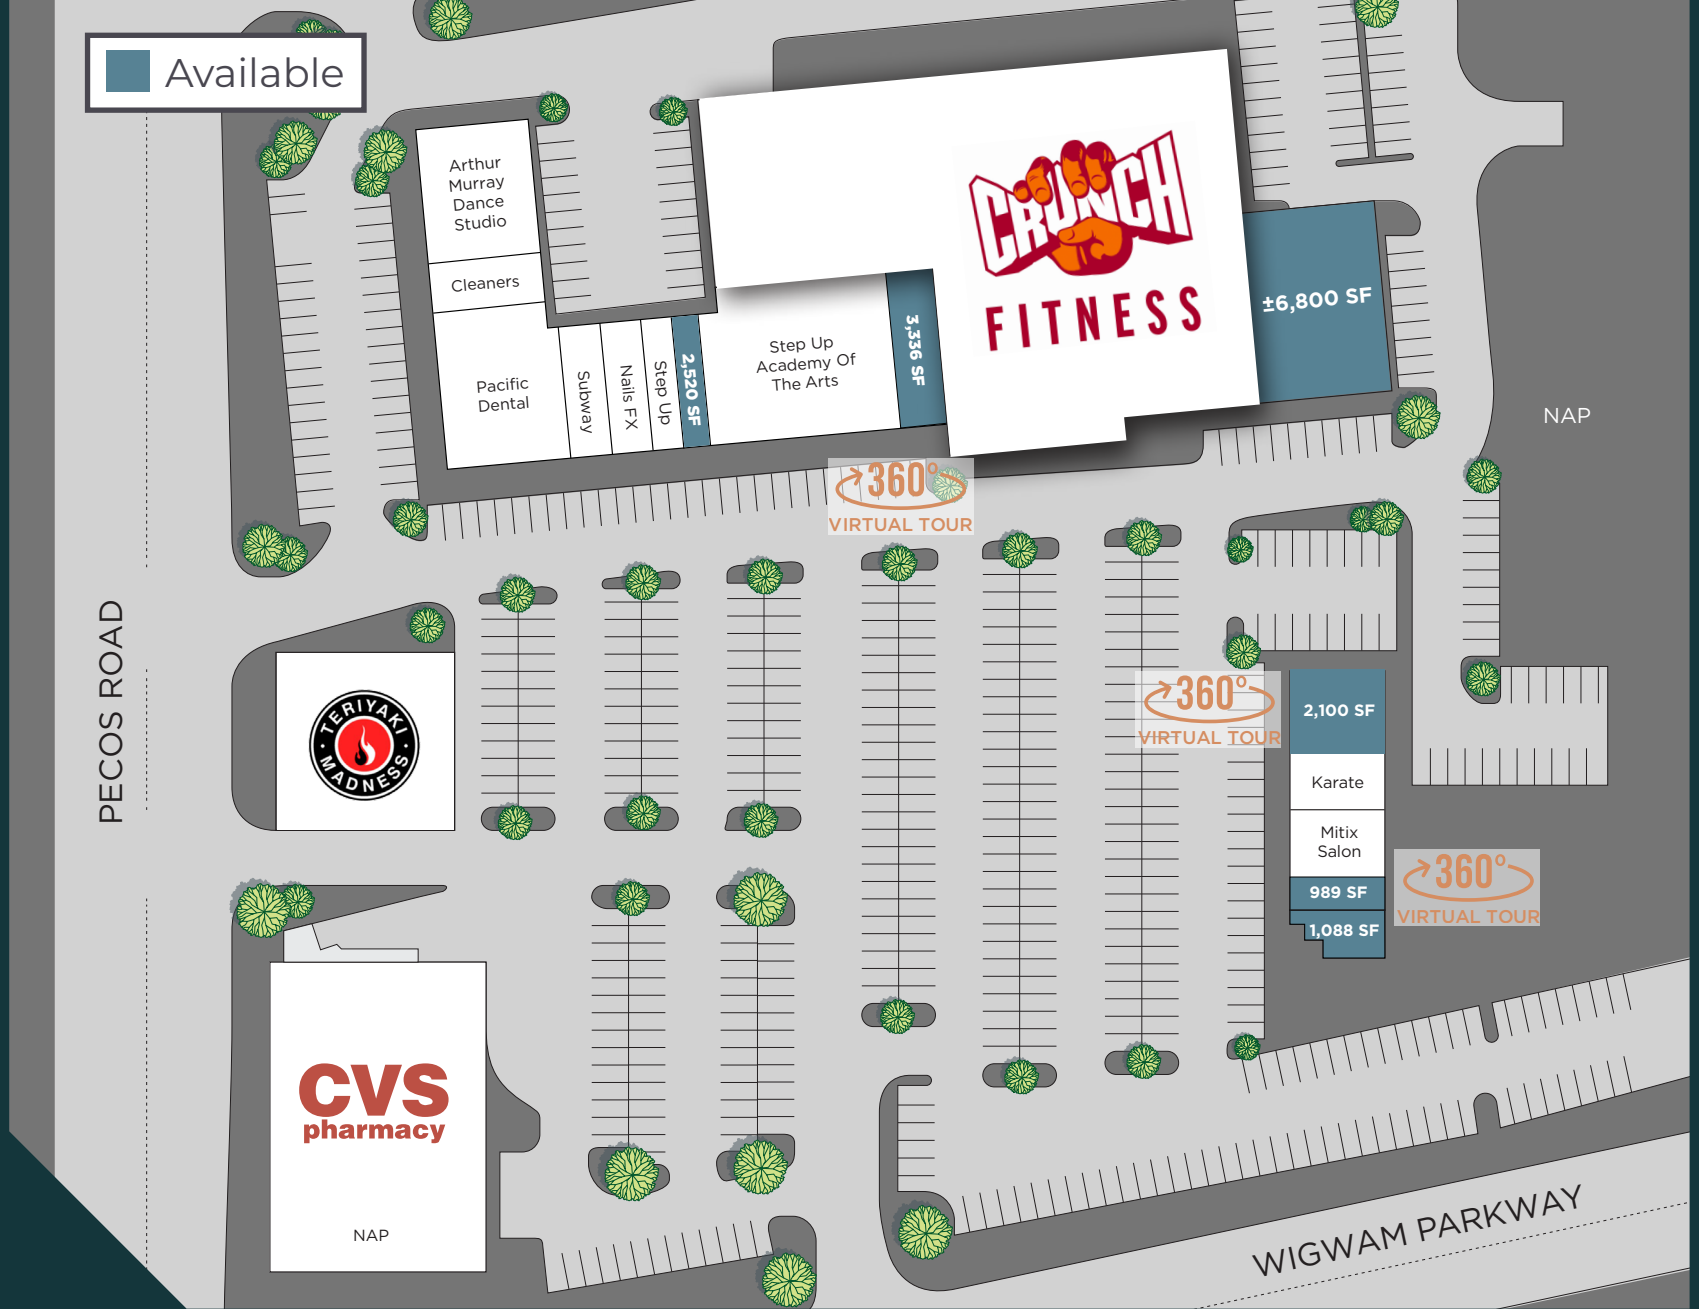 Available
Arthur
Murray
Dance
Studio
Cleaners
Pacific
Dental
Subway
Nails FX
Step Up
2,520 SF
Step Up
Academy Of
The Arts
3,336 SF
CRUNCH
FITNESS
±6,800 SF
NAP
360°
VIRTUAL TOUR
PECOS ROAD
TERIYAKI
MADNESS
360°
VIRTUAL TOUR
2,100 SF
Karate
Mitix
Salon
989 SF
1,088 SF
360°
VIRTUAL TOUR
CVS
pharmacy
NAP
WIGWAM PARKWAY